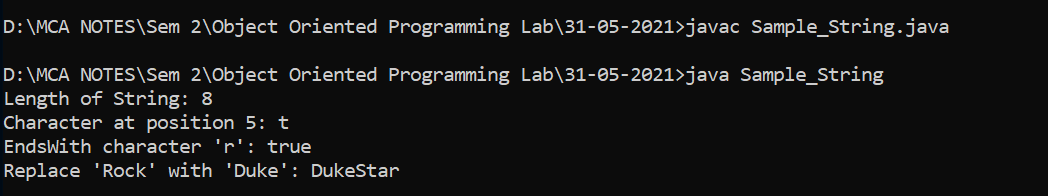 D:\MCA NOTES\Sem 2\Object Oriented Programming Lab\31-05-2021>javac Sample_String.java
D:\MCA NOTES\Sem 2\Object Oriented Programming Lab\31-05-2021>java Sample_String
Length of String: 8
Character at position 5: t
EndsWith character 'r': true
Replace 'Rock' with 'Duke': DukeStar